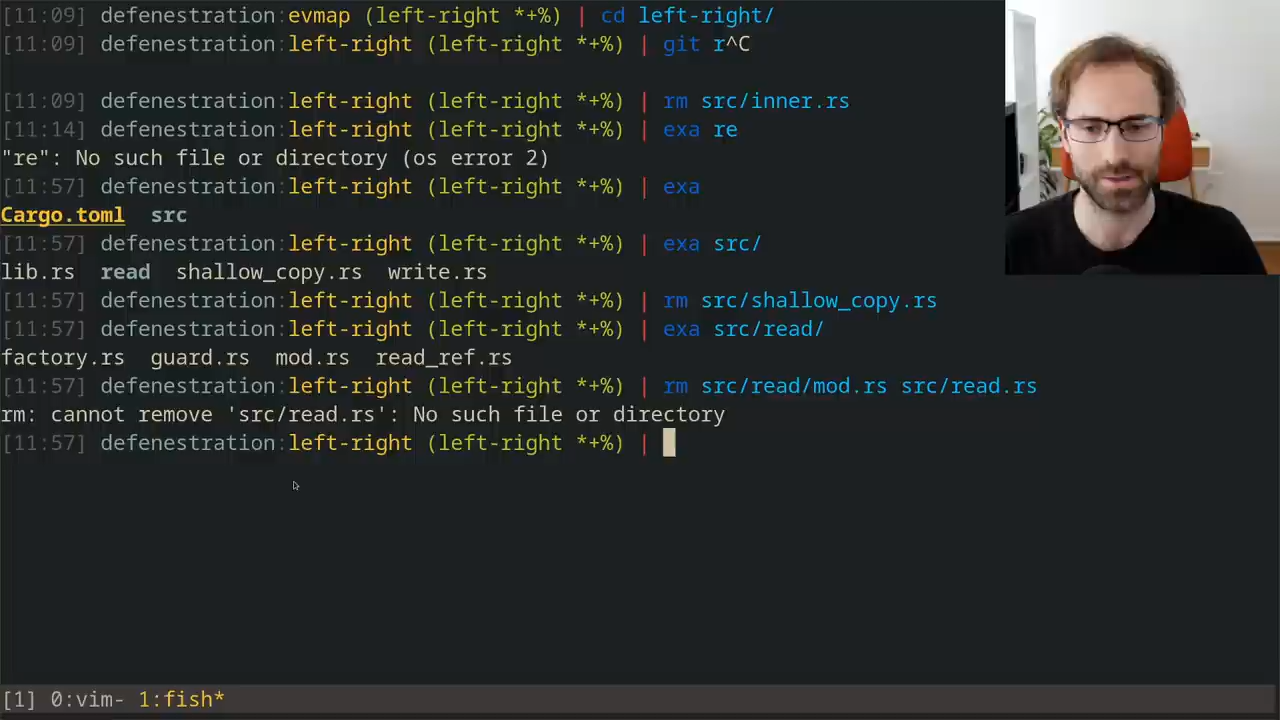 [11:09] defenestration:evmap (left-right *+%) | cd left-right/
[11:09] defenestration:left-right (left-right *+%) | git r^C
[11:09] defenestration:left-right (left-right *+%) | rm src/inner.rs
[11:14] defenestration:left-right (left-right *+%) | exa re
"re": No such file or directory (os error 2)
[11:57] defenestration:left-right (left-right *+%) | exa
Cargo.toml  src
[11:57] defenestration:left-right (left-right *+%) | exa src/
lib.rs  read  shallow_copy.rs  write.rs
[11:57] defenestration:left-right (left-right *+%) | rm src/shallow_copy.rs
[11:57] defenestration:left-right (left-right *+%) | exa src/read/
factory.rs  guard.rs  mod.rs  read_ref.rs
[11:57] defenestration:left-right (left-right *+%) | rm src/read/mod.rs src/read.rs
rm: cannot remove 'src/read.rs': No such file or directory
[11:57] defenestration:left-right (left-right *+%) |
[1] 0:vim- 1:fish*